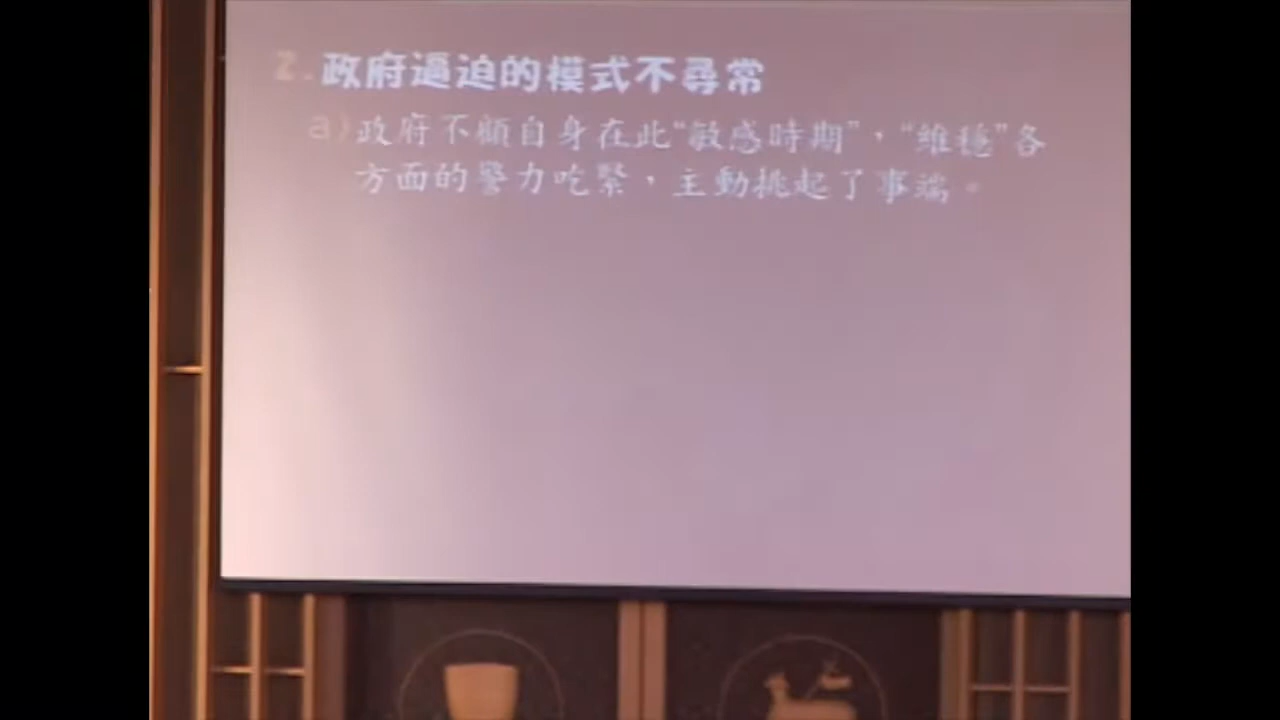 2.政府逼迫的模式不尋常
a)政府不顧自身在此“敏感時期”，“維穩”各
方面的警力吃緊，主動挑起了事端。